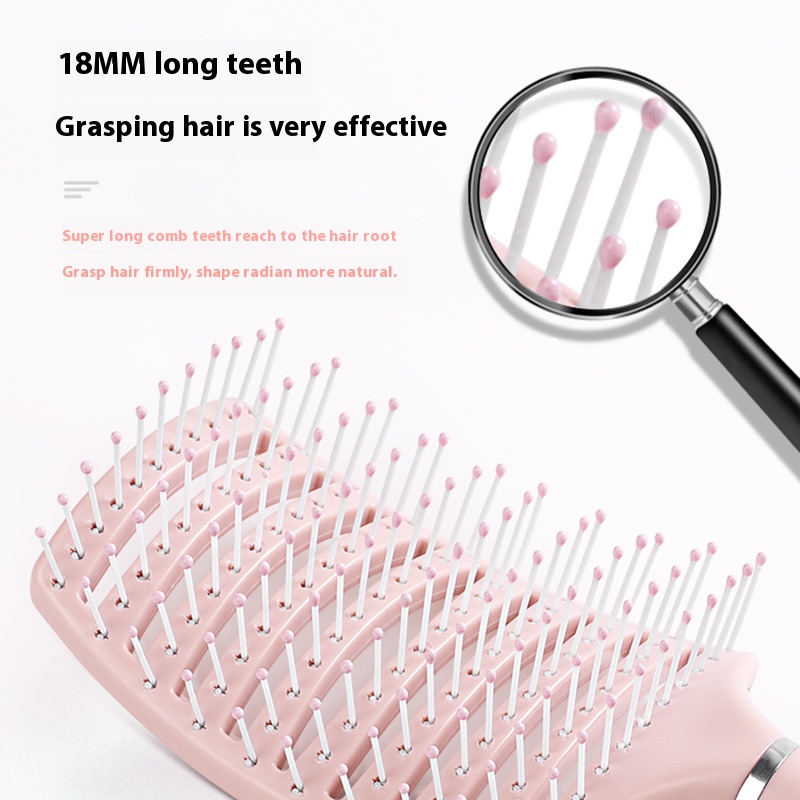 18MM long teeth
Grasping hair is very effective
Super long comb teeth reach to the hair root
Grasp hair firmly, shape radian more natural.